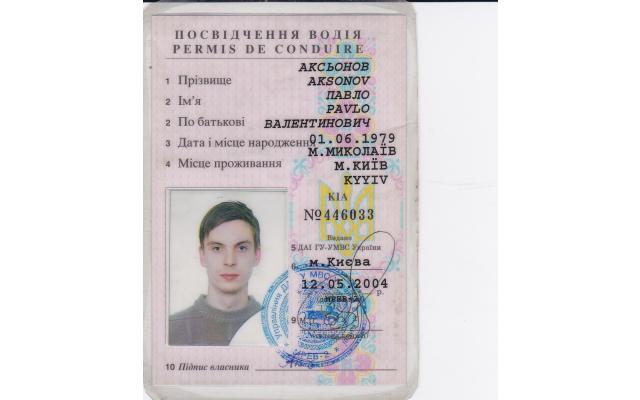 ПОСВІДЧЕННЯ ВОДІЯ
PERMIS DE CONDUIRE
АКСЬОНОВ
1 Прізвище AKSONOV
ПАВЛО
2 Ім'я PAVLO
2 По батькові ВАЛЕНТИНОВИЧ
3 Дата і місце народження 01.06.1979
М.МИКОЛАЇВ
4 Місце проживання М.КИЇВ
KYYIV
КІА
№446033
Видано
5 ДАІ ГУ-УМВС України
6. м.Києва
12.05.2004 р.
9
10 Підпис власника